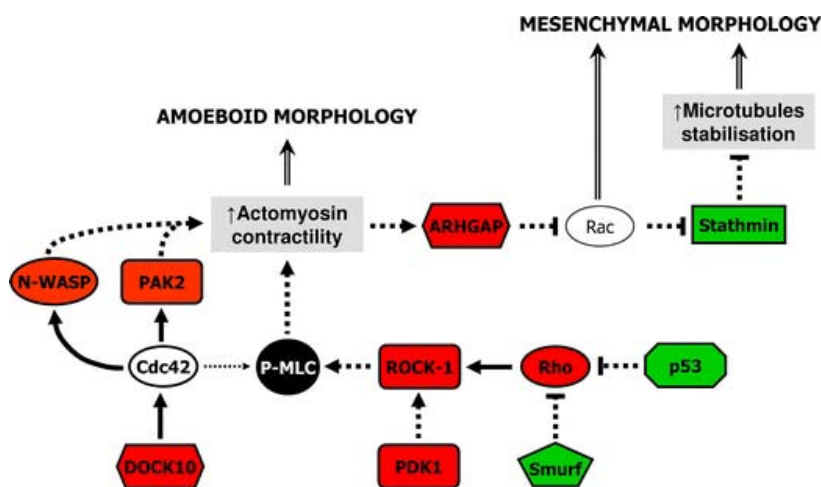 MESENCHYMAL MORPHOLOGY
↑Microtubules
stabilisation
AMOEBOID MORPHOLOGY
↑Actomyosin
contractility
ARHGAP
Rac
Stathmin
N-WASP
PAK2
Cdc42
P-MLC
ROCK-1
Rho
p53
DOCK10
PDK1
Smurf